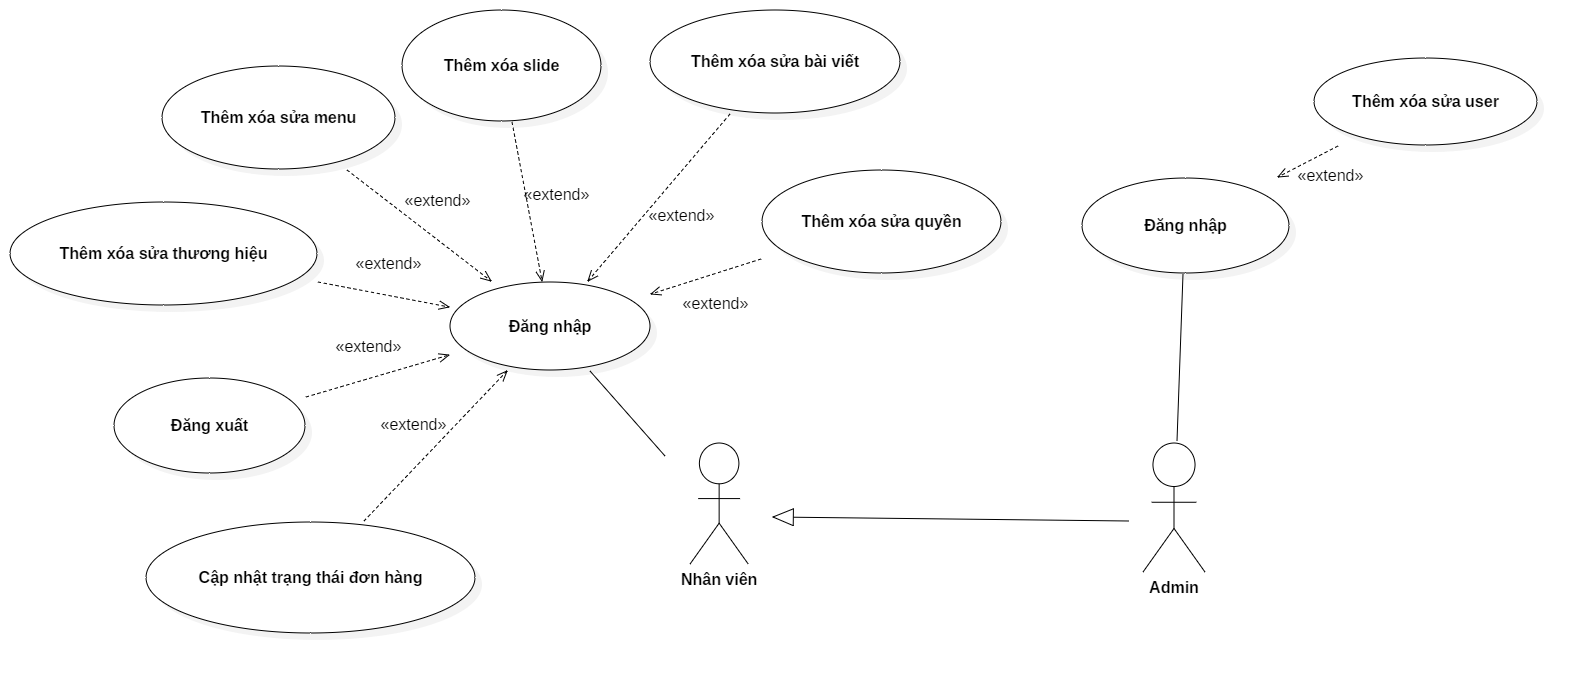 Thêm xóa slide
Thêm xóa sửa bài viết
Thêm xóa sửa user
Thêm xóa sửa menu
«extend»
«extend»
«extend»
«extend»
Thêm xóa sửa quyền
Đăng nhập
Thêm xóa sửa thương hiệu
«extend»
«extend»
Đăng nhập
«extend»
Đăng xuất
«extend»
Cập nhật trạng thái đơn hàng
Nhân viên
Admin